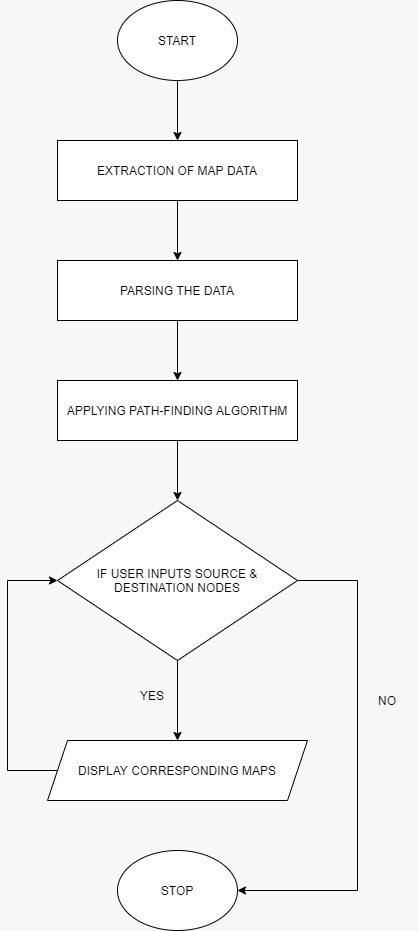 START
EXTRACTION OF MAP DATA
PARSING THE DATA
APPLYING PATH-FINDING ALGORITHM
IF USER INPUTS SOURCE &
DESTINATION NODES
YES
NO
DISPLAY CORRESPONDING MAPS
STOP